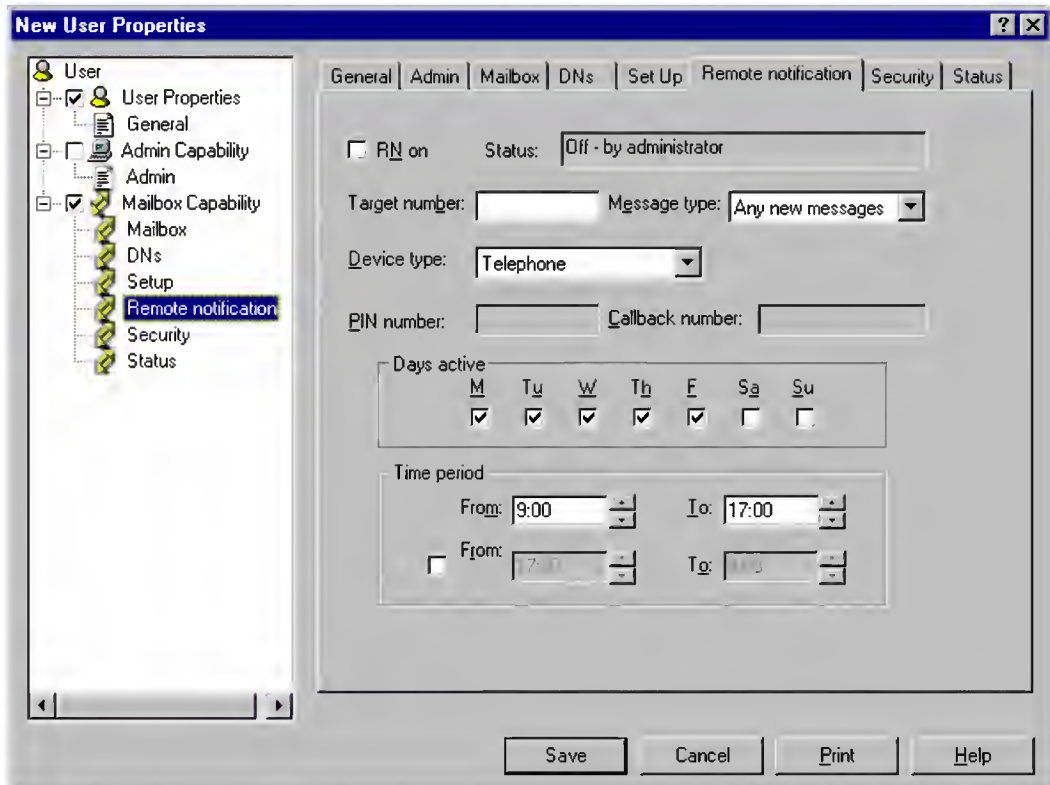 New User Properties
User
User Properties
General
Admin Capability
Admin
Mailbox Capability
Mailbox
DNs
Setup
Remote notification
Security
Status
General Admin Mailbox DNs Set Up Remote notification Security Status
RN on Status: Off - by administrator
Target number: Message type: Any new messages
Device type: Telephone
PIN number: Callback number:
Days active
M Tu W Th F Sa Su
Time period
From: 9:00 To: 17:00
From: 17:00 To:
Save Cancel Print Help